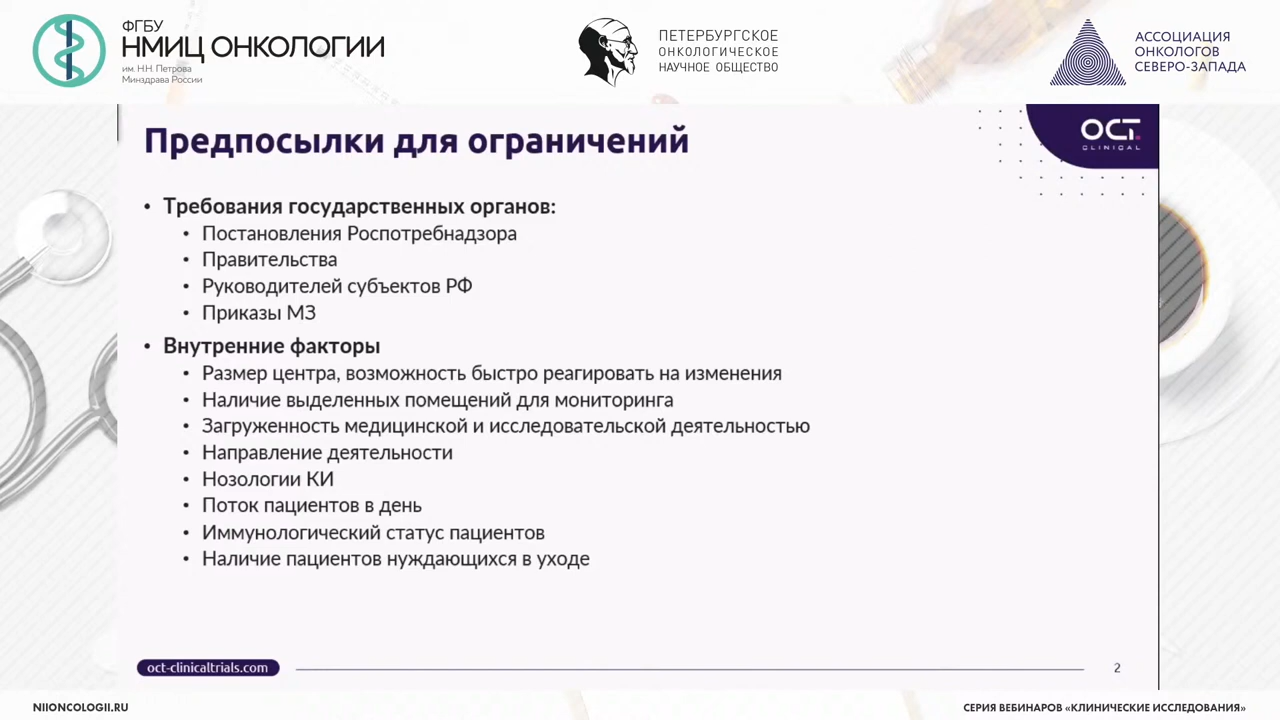 ФГБУ
НМИЦ ОНКОЛОГИИ
им. Н.Н. Петрова
Минздрава России
ПЕТЕРБУРГСКОЕ
ОНКОЛОГИЧЕСКОЕ
НАУЧНОЕ ОБЩЕСТВО
АССОЦИАЦИЯ
ОНКОЛОГОВ
СЕВЕРО-ЗАПАДА
Предпосылки для ограничений
OCT.
CLINICAL
• Требования государственных органов:
• Постановления Роспотребнадзора
• Правительства
• Руководителей субъектов РФ
• Приказы МЗ
• Внутренние факторы
• Размер центра, возможность быстро реагировать на изменения
• Наличие выделенных помещений для мониторинга
• Загруженность медицинской и исследовательской деятельностью
• Направление деятельности
• Нозологии КИ
• Поток пациентов в день
• Иммунологический статус пациентов
• Наличие пациентов нуждающихся в уходе
oct-clinicaltrials.com
2
NIIONCOLOGII.RU
СЕРИЯ ВЕБИНАРОВ «КЛИНИЧЕСКИЕ ИССЛЕДОВАНИЯ»